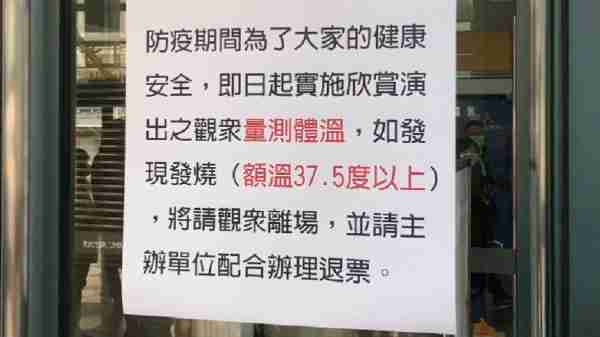 防疫期間為了大家的健康
安全，即日起實施欣賞演
出之觀衆量測體溫，如發
現發燒（額溫37.5度以上）
，將請觀衆離場，並請主
辦單位配合辦理退票。